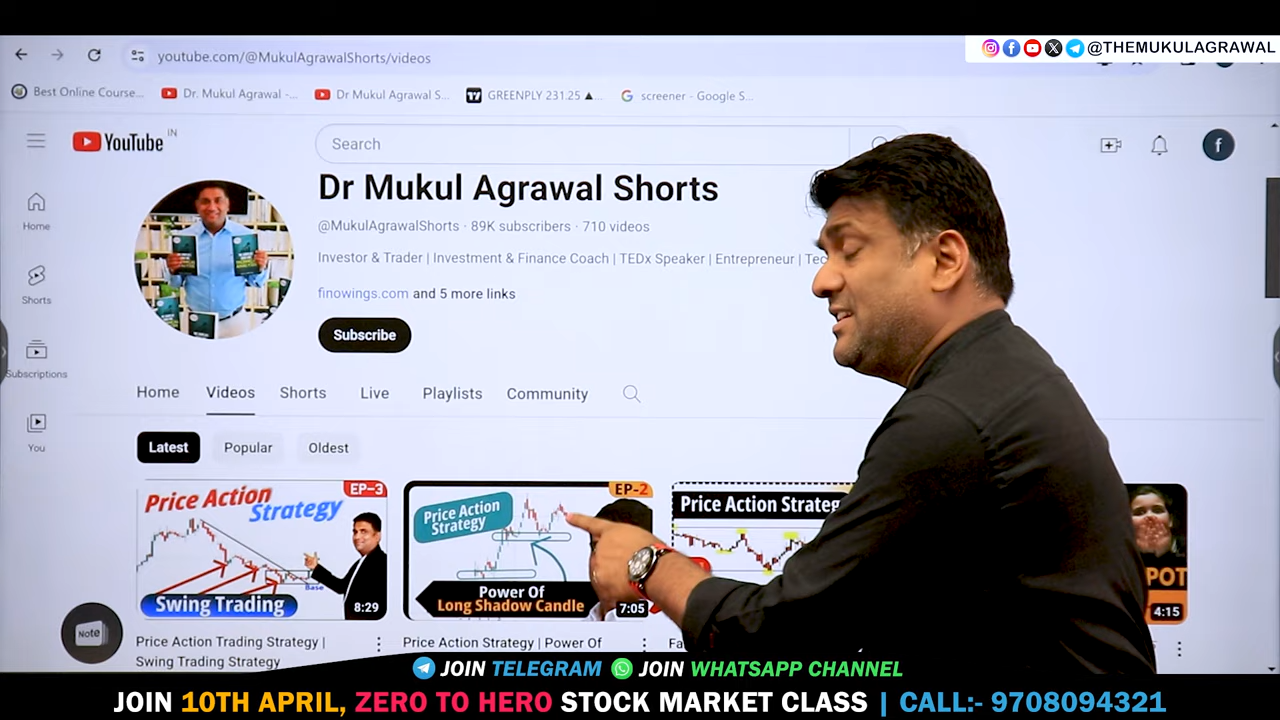 youtube.com/@MukulAgrawalShorts/videos
@THEMUKULAGRAWAL
Best Online Course...
Dr. Mukul Agrawal -...
Dr Mukul Agrawal S...
GREENPLY 231.25 ▲...
screener - Google S...
YouTube IN
Search
f
Dr Mukul Agrawal Shorts
@MukulAgrawalShorts · 89K subscribers · 710 videos
Investor & Trader | Investment & Finance Coach | TEDx Speaker | Entrepreneur | Tec
finowings.com and 5 more links
Subscribe
Home
Shorts
Subscriptions
You
Home Videos Shorts Live Playlists Community
Latest Popular Oldest
EP-3
Price Action
Strategy
Base
Swing Trading
8:29
EP-2
Price Action
Strategy
Power Of
Long Shadow Candle
7:05
Price Action Strateg
POT
4:15
Note
Price Action Trading Strategy |
Swing Trading Strategy
Price Action Strategy | Power Of
Fa
JOIN TELEGRAM JOIN WHATSAPP CHANNEL
JOIN 10TH APRIL, ZERO TO HERO STOCK MARKET CLASS | CALL:- 9708094321